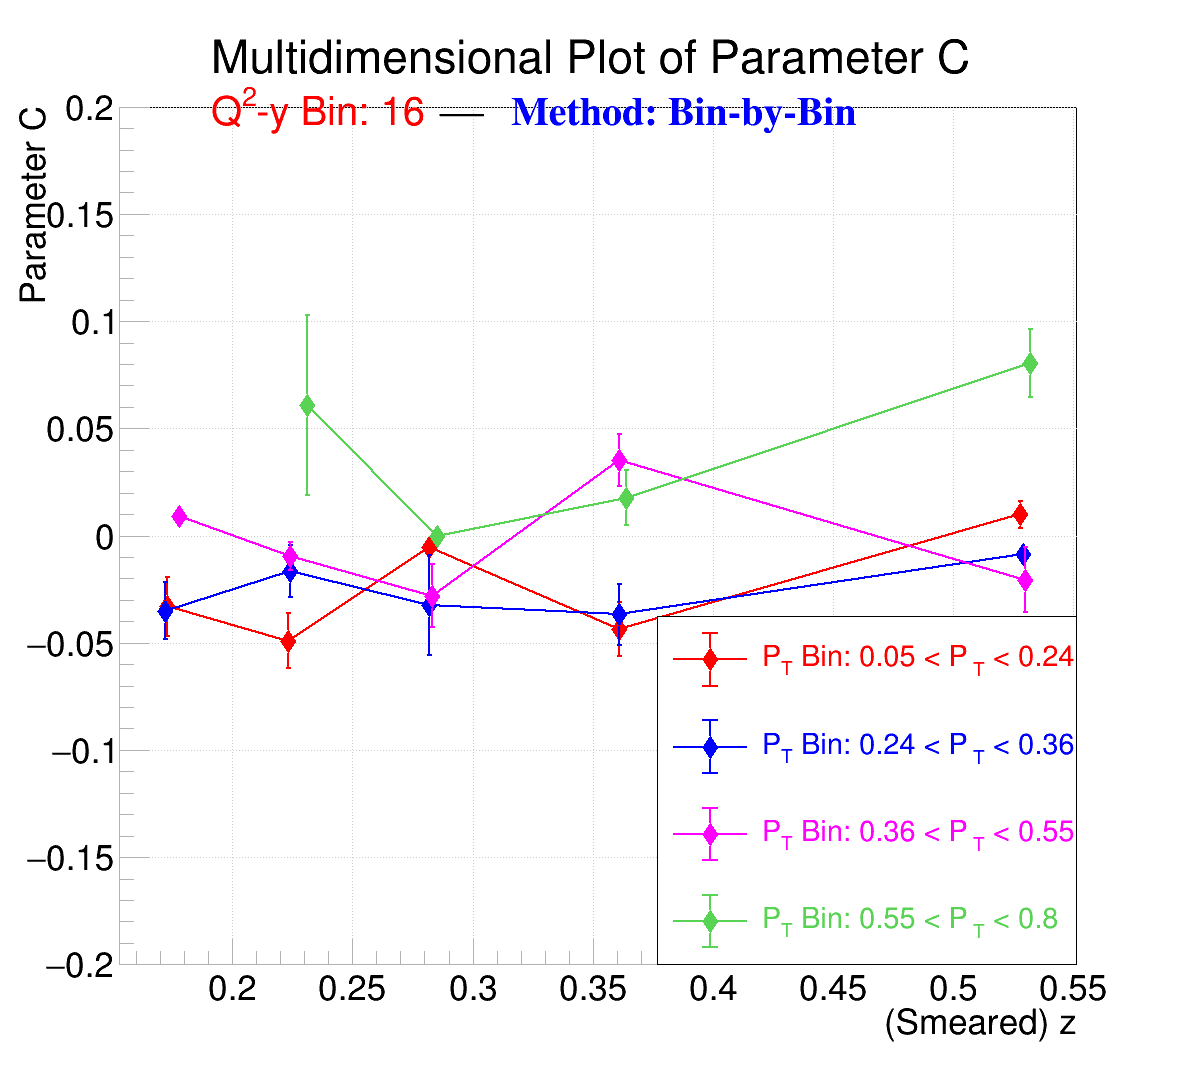 Multidimensional Plot of Parameter C
Q²-y Bin: 16 — Method: Bin-by-Bin
Parameter C
0.2
0.15
0.1
0.05
0
−0.05
−0.1
−0.15
−0.2
P_T Bin: 0.05 < P_T < 0.24
P_T Bin: 0.24 < P_T < 0.36
P_T Bin: 0.36 < P_T < 0.55
P_T Bin: 0.55 < P_T < 0.8
0.2 0.25 0.3 0.35 0.4 0.45 0.5 0.55
(Smeared) z